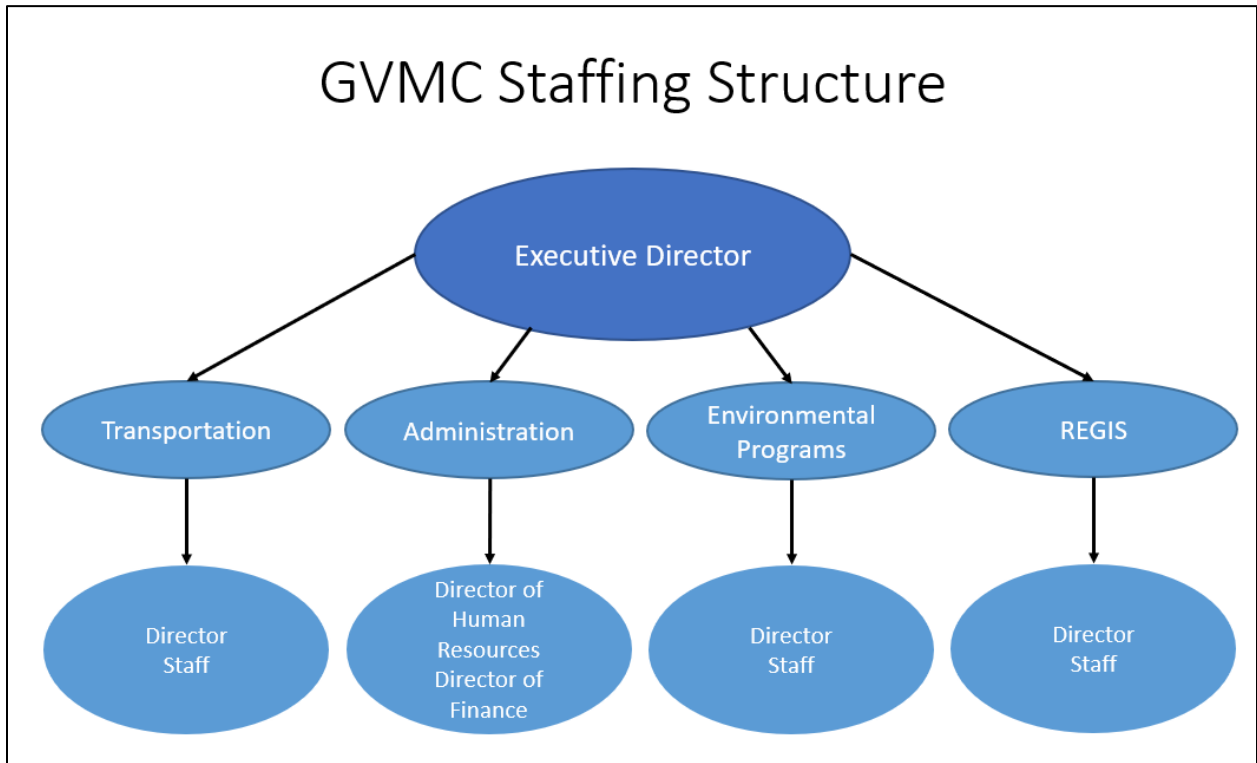 GVMC Staffing Structure
Executive Director
Transportation
Administration
Environmental
Programs
REGIS
Director
Staff
Director of
Human
Resources
Director of
Finance
Director
Staff
Director
Staff